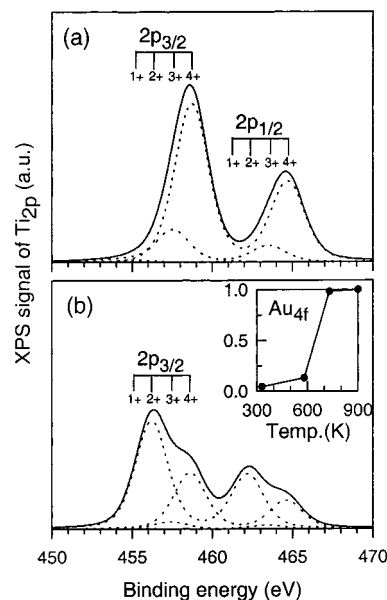 (a)
2p3/2
1+ 2+ 3+ 4+
2p1/2
1+ 2+ 3+ 4+
XPS signal of Ti2p (a.u.)
(b)
2p3/2
1+ 2+ 3+ 4+
1.0
0.5
0.0
Au4f
300 600 900
Temp.(K)
450 455 460 465 470
Binding energy (eV)